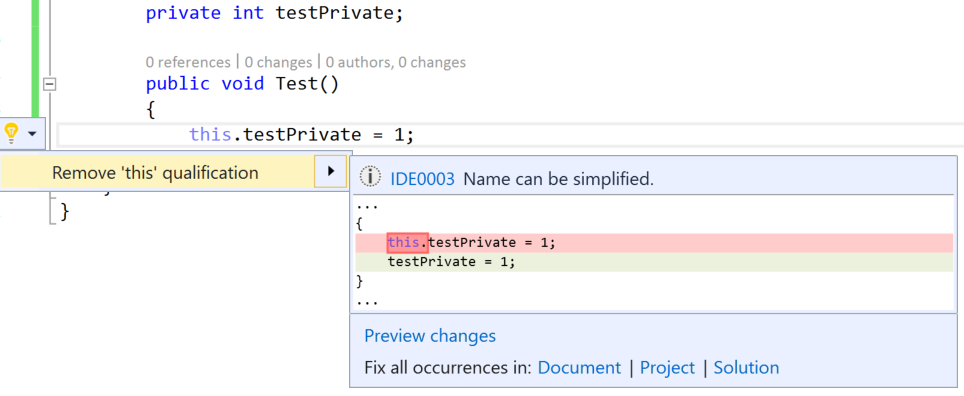 private int testPrivate;
0 references | 0 changes | 0 authors, 0 changes
public void Test()
{
this.testPrivate = 1;
Remove 'this' qualification
}
IDE0003 Name can be simplified.
...
{
this.testPrivate = 1;
testPrivate = 1;
}
...
Preview changes
Fix all occurrences in: Document | Project | Solution